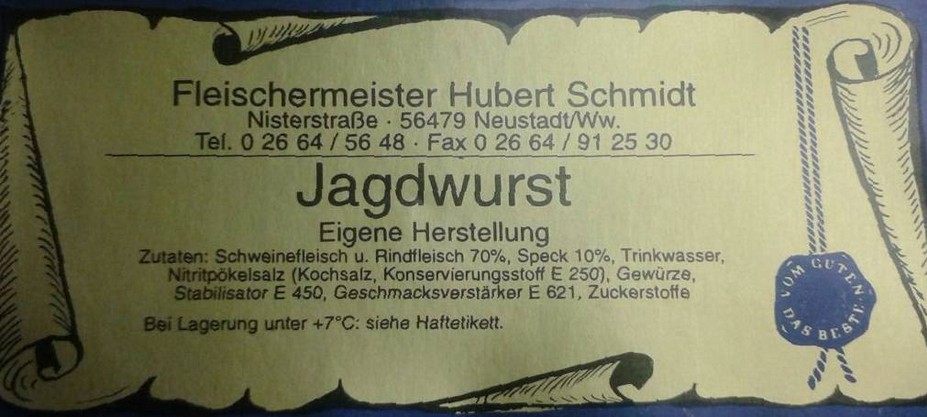 Fleischermeister Hubert Schmidt
Nisterstraße · 56479 Neustadt/Ww.
Tel. 0 26 64 / 56 48 · Fax 0 26 64 / 91 25 30
Jagdwurst
Eigene Herstellung
Zutaten: Schweinefleisch u. Rindfleisch 70%, Speck 10%, Trinkwasser,
Nitritpökelsalz (Kochsalz, Konservierungsstoff E 250), Gewürze,
Stabilisator E 450, Geschmacksverstärker E 621, Zuckerstoffe
Bei Lagerung unter +7°C: siehe Haftetikett.
VOM GUTEN·
DAS BESTE·